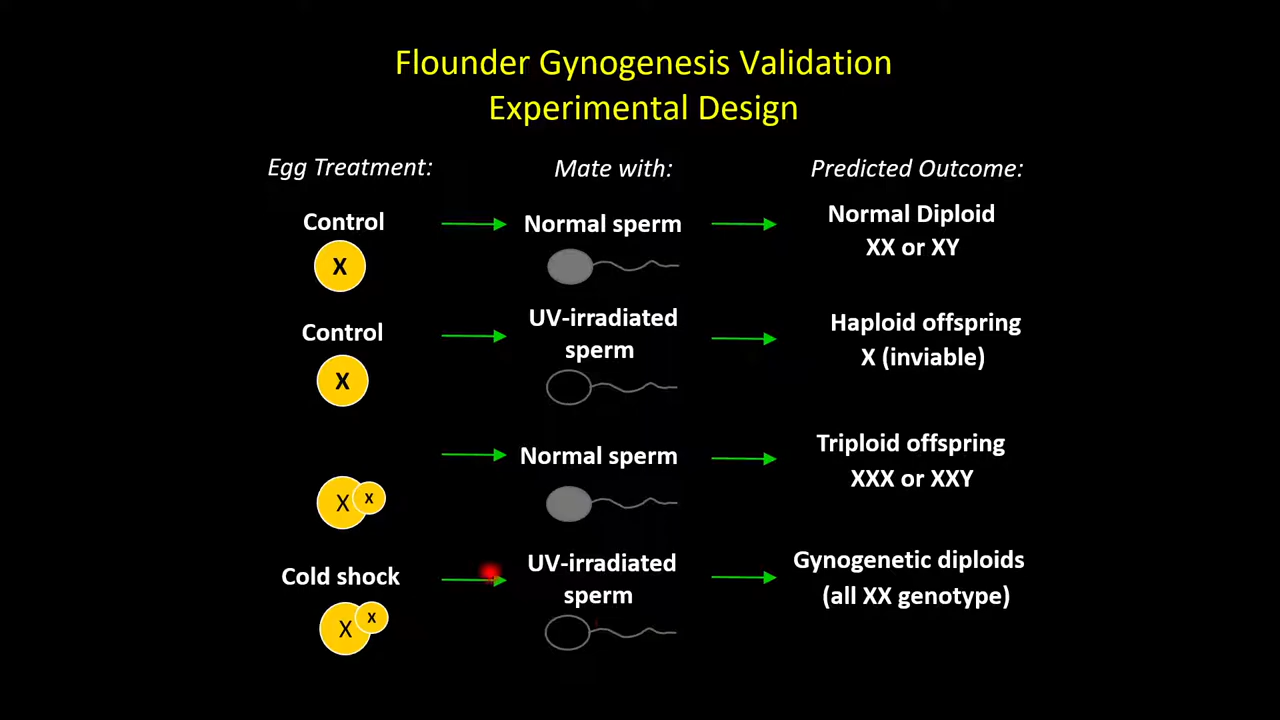 Flounder Gynogenesis Validation
Experimental Design
Egg Treatment: Mate with: Predicted Outcome:
Control Normal sperm Normal Diploid
XX or XY
X
Control UV-irradiated sperm Haploid offspring
X (inviable)
X
Normal sperm Triploid offspring
XXX or XXY
X x
Cold shock UV-irradiated sperm Gynogenetic diploids
(all XX genotype)
X x